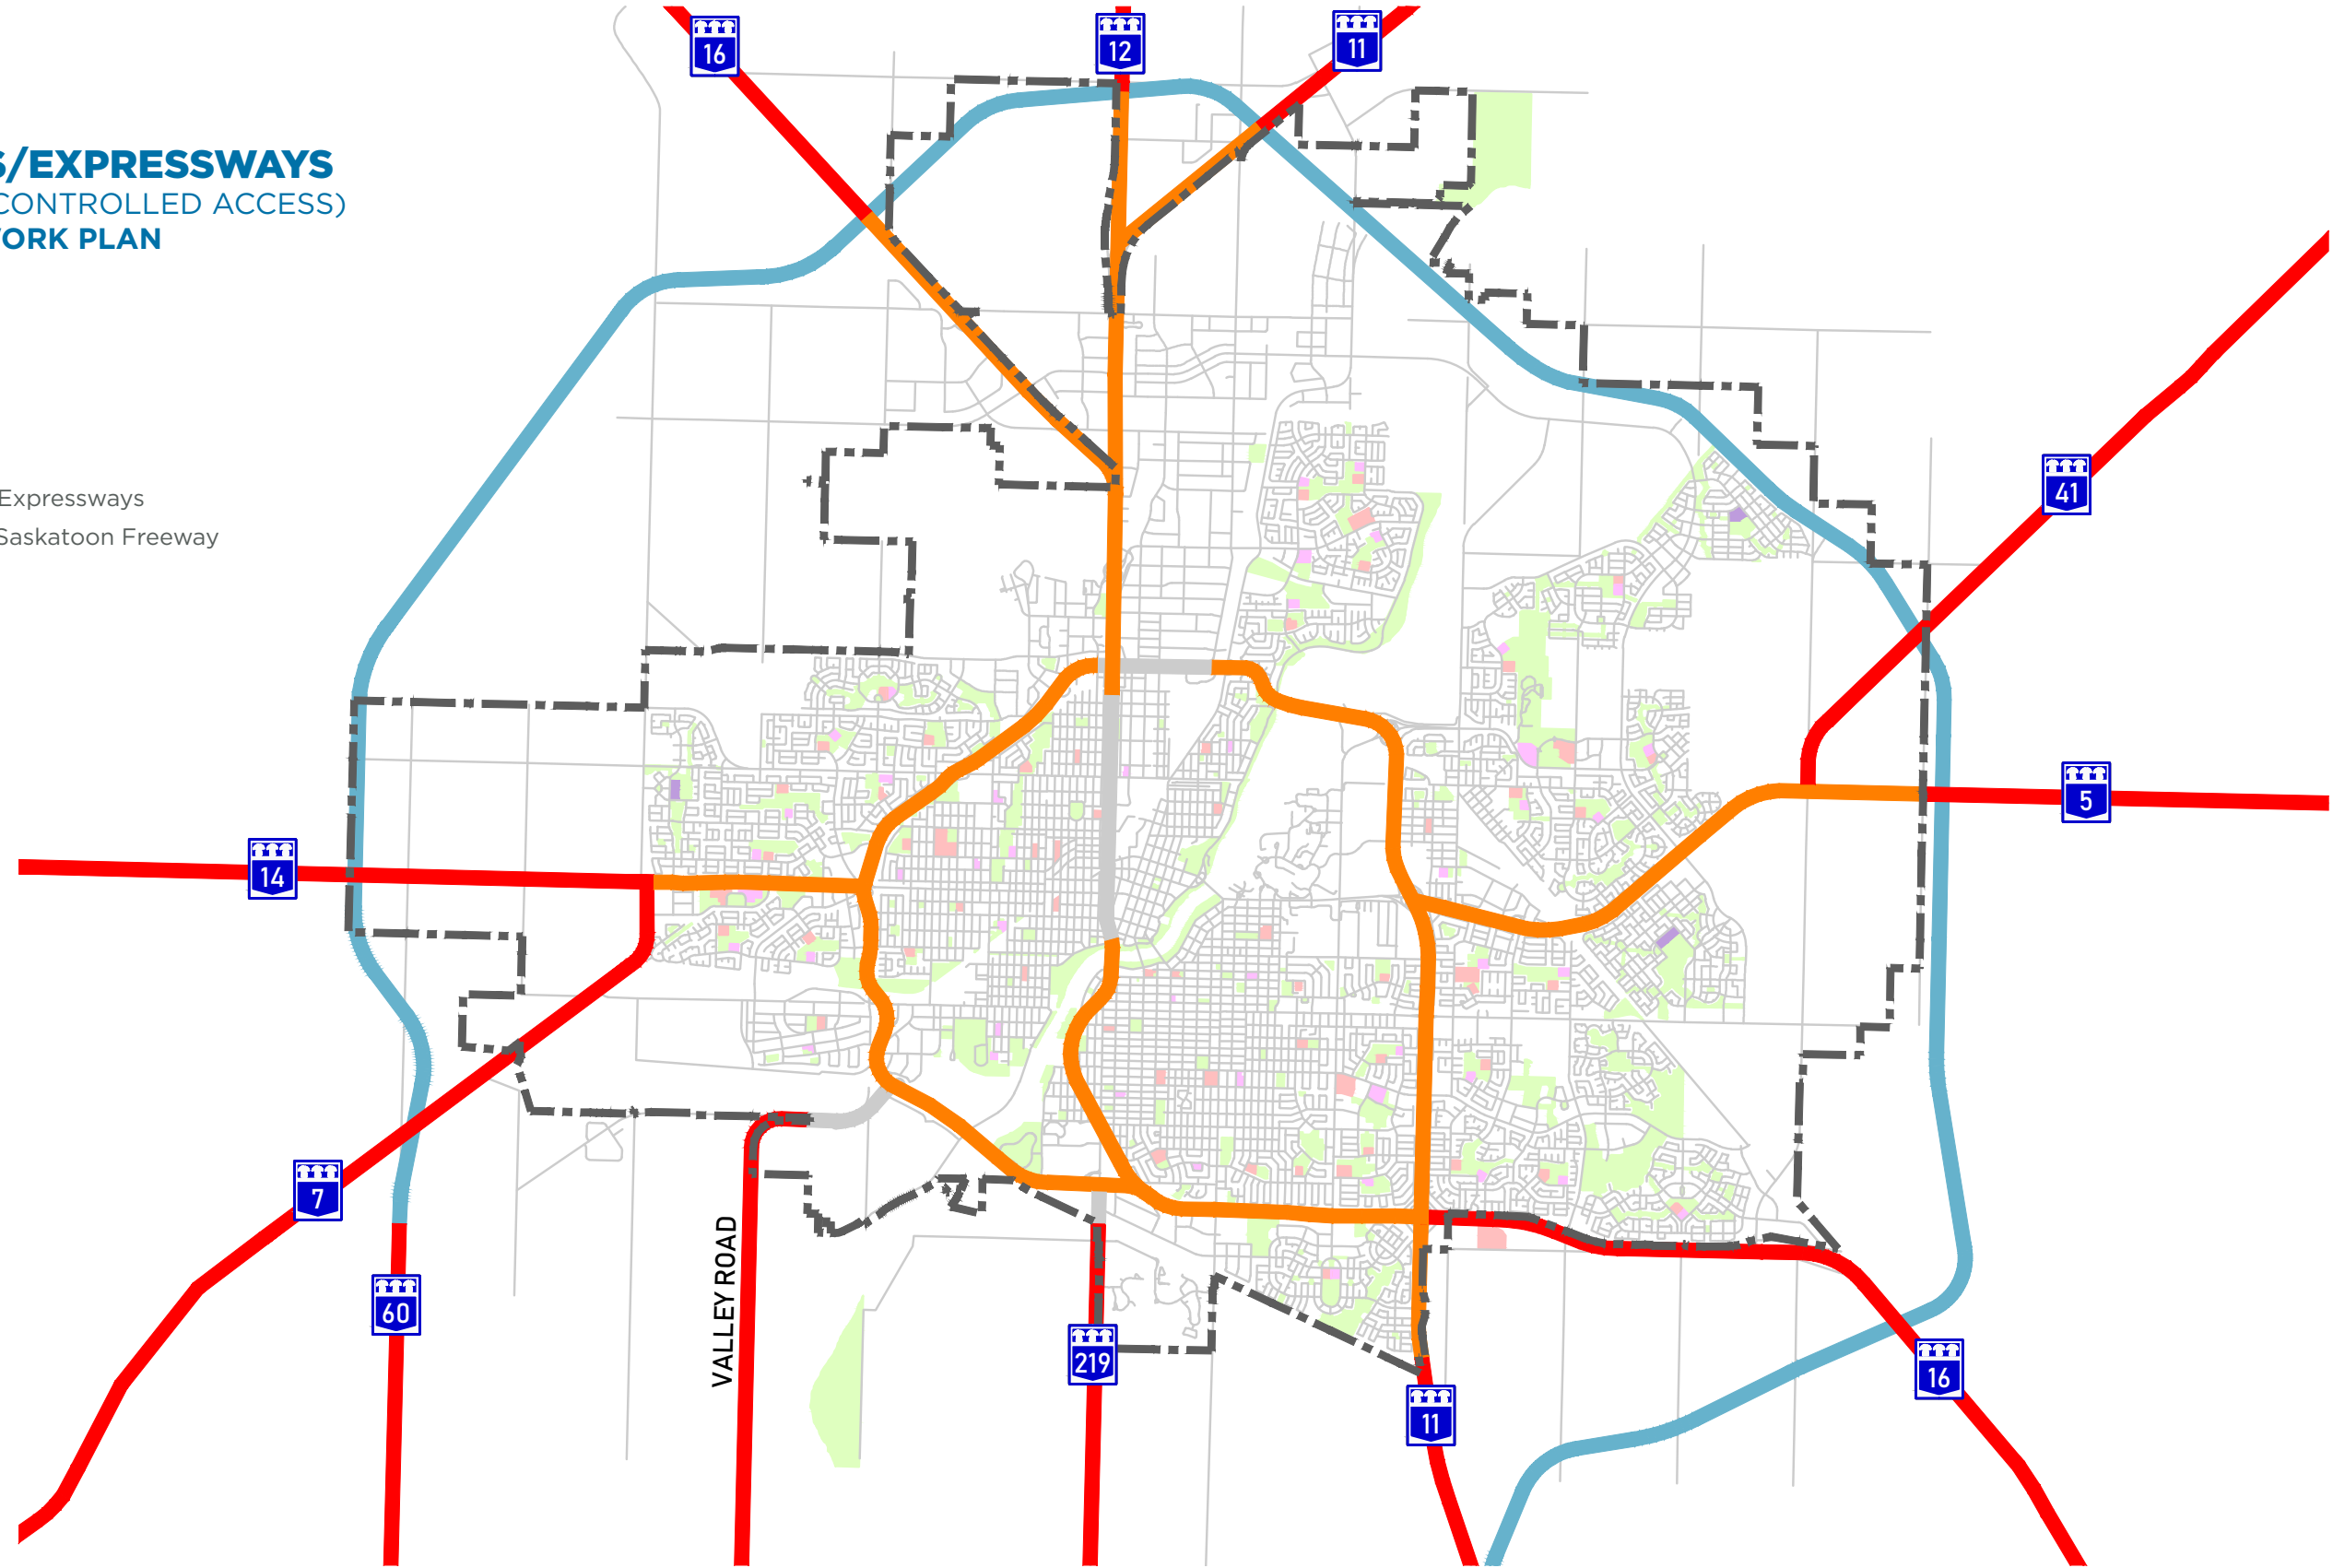 S/EXPRESSWAYS
CONTROLLED ACCESS)
ORK PLAN
Expressways
Saskatoon Freeway
16
12
11
41
5
14
7
60
VALLEY ROAD
219
11
16